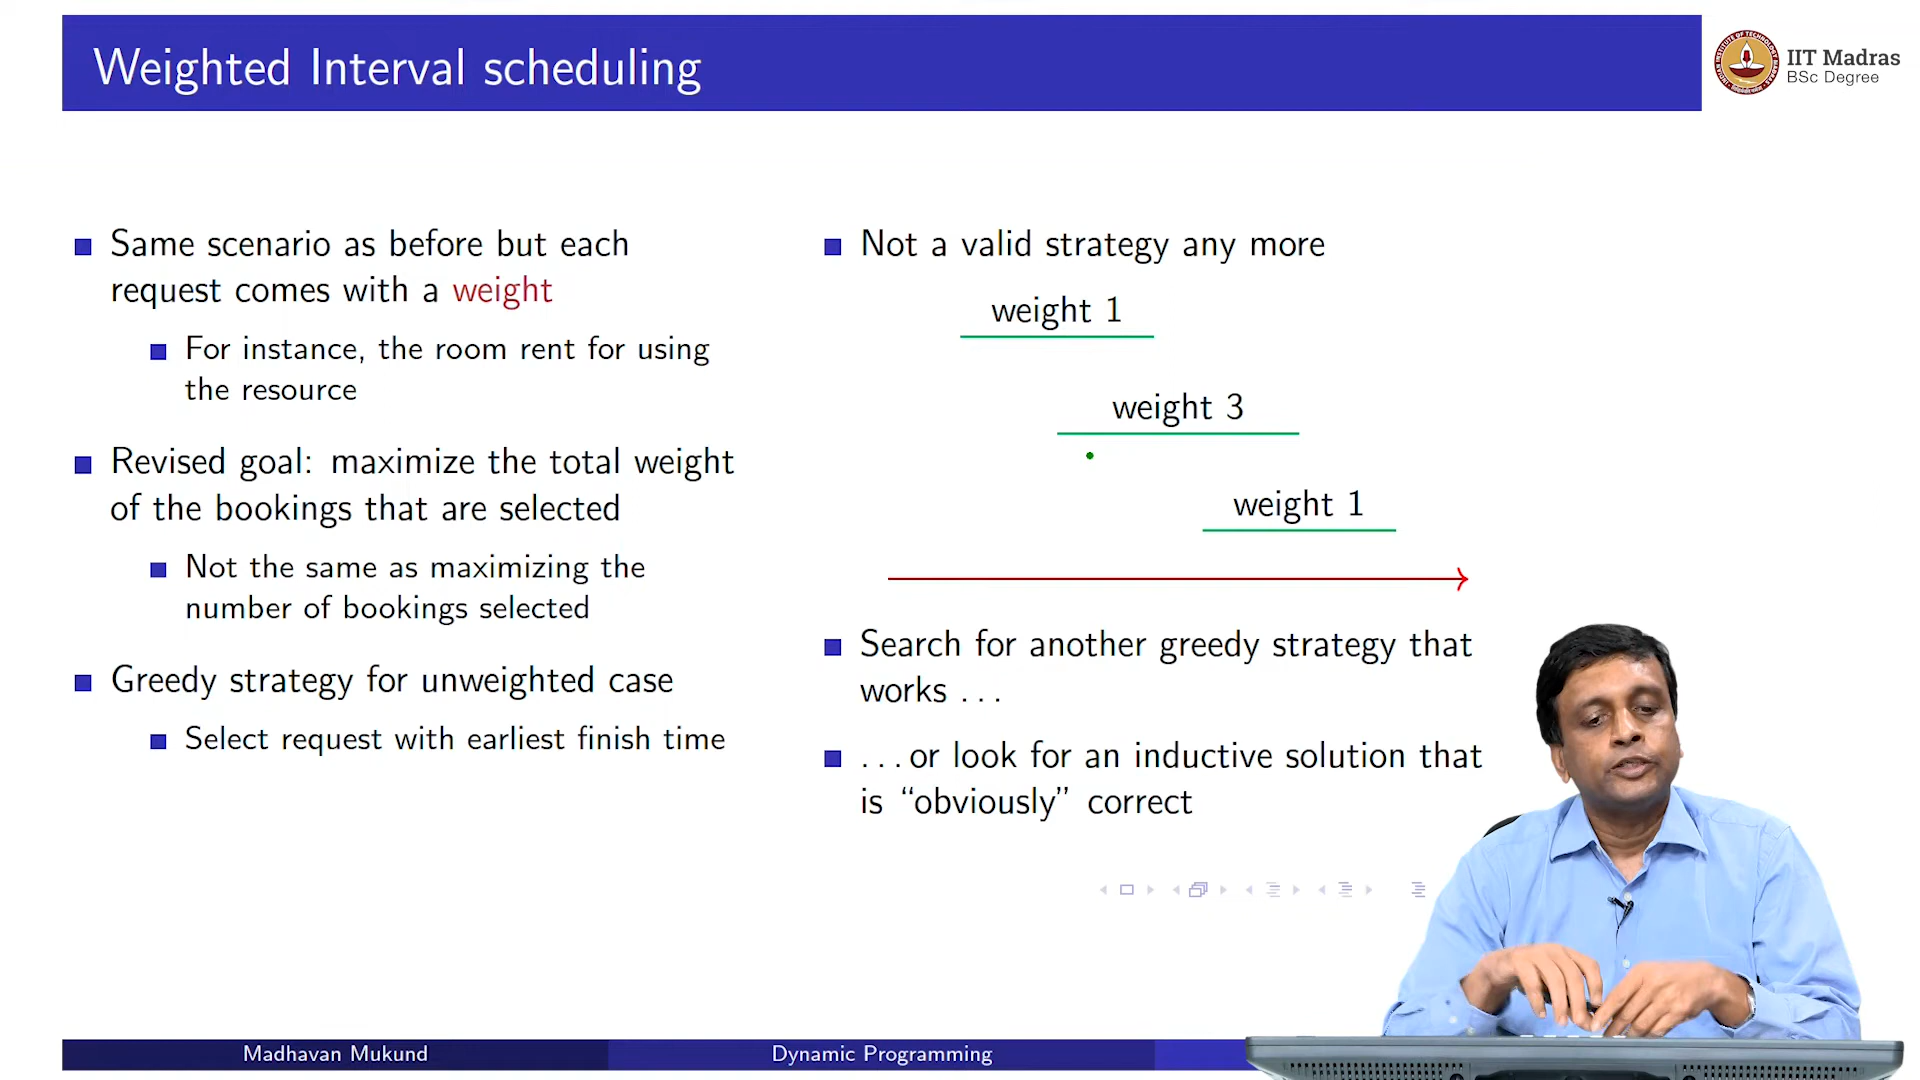 Weighted Interval scheduling
IIT Madras
BSc Degree
Same scenario as before but each
request comes with a weight
For instance, the room rent for using
the resource
Revised goal: maximize the total weight
of the bookings that are selected
Not the same as maximizing the
number of bookings selected
Greedy strategy for unweighted case
Select request with earliest finish time
Not a valid strategy any more
weight 1
weight 3
weight 1
Search for another greedy strategy that
works ...
...or look for an inductive solution that
is “obviously” correct
Madhavan Mukund
Dynamic Programming